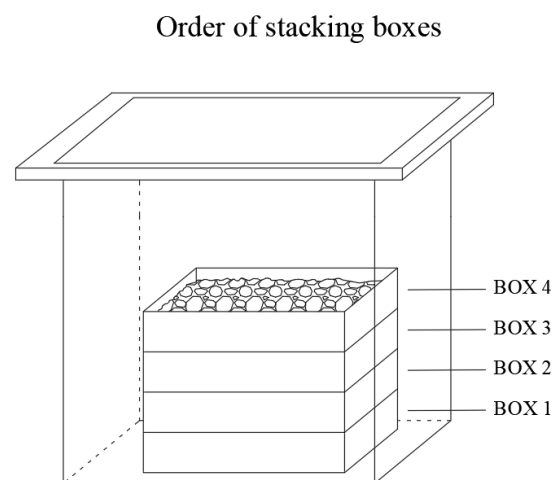 Order of stacking boxes
BOX 4
BOX 3
BOX 2
BOX 1